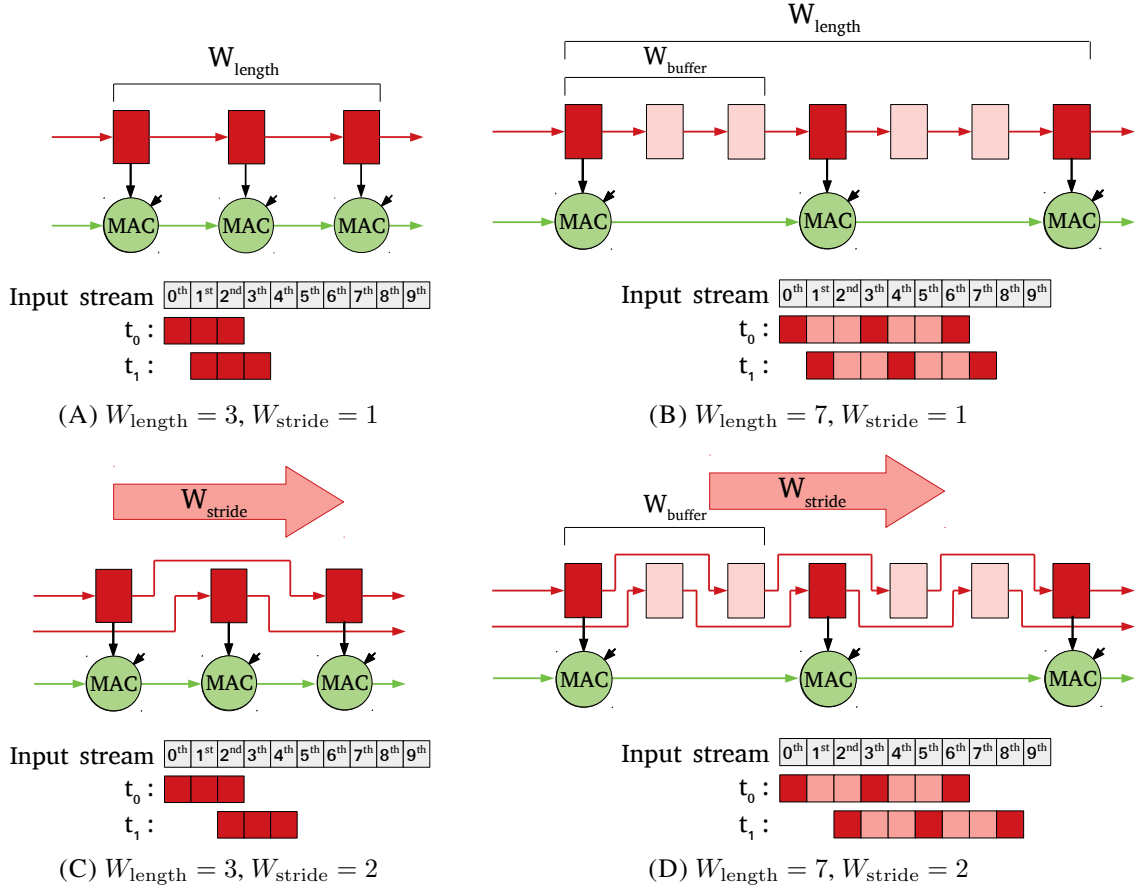 W_length
MAC MAC MAC
Input stream 0th 1st 2nd 3th 4th 5th 6th 7th 8th 9th
t0 :
t1 :
(A) W_length = 3, W_stride = 1
W_length
W_buffer
MAC MAC MAC
Input stream 0th 1st 2nd 3th 4th 5th 6th 7th 8th 9th
t0 :
t1 :
(B) W_length = 7, W_stride = 1
W_stride
MAC MAC MAC
Input stream 0th 1st 2nd 3th 4th 5th 6th 7th 8th 9th
t0 :
t1 :
(C) W_length = 3, W_stride = 2
W_stride
W_buffer
MAC MAC MAC
Input stream 0th 1st 2nd 3th 4th 5th 6th 7th 8th 9th
t0 :
t1 :
(D) W_length = 7, W_stride = 2